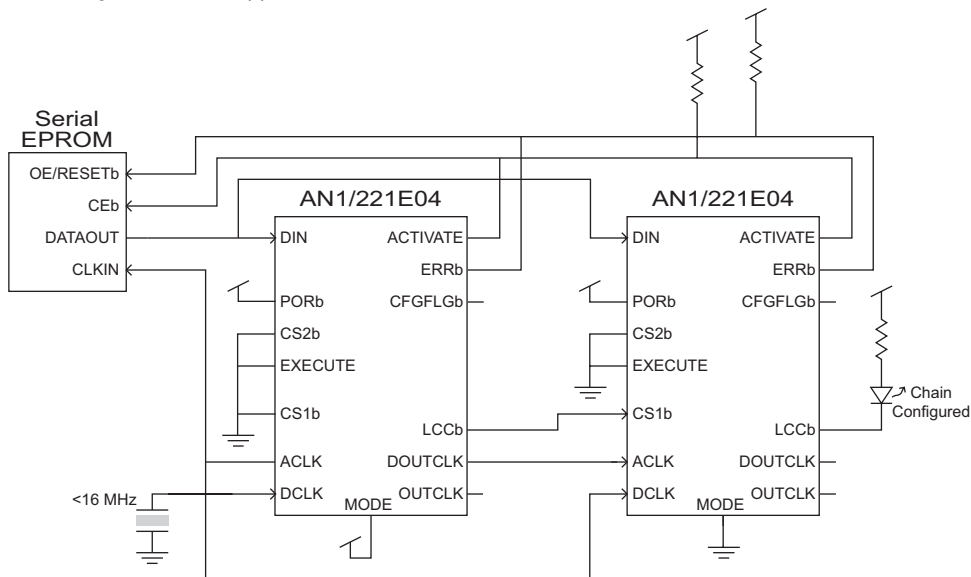 Serial
EPROM
OE/RESETb
CEb
DATAOUT
CLKIN
AN1/221E04
DIN
ACTIVATE
ERRb
PORb
CFGFLGb
CS2b
EXECUTE
CS1b
LCCb
ACLK
DOUTCLK
DCLK
OUTCLK
MODE
<16 MHz
AN1/221E04
DIN
ACTIVATE
ERRb
PORb
CFGFLGb
CS2b
EXECUTE
CS1b
LCCb
ACLK
DOUTCLK
DCLK
OUTCLK
MODE
Chain
Configured